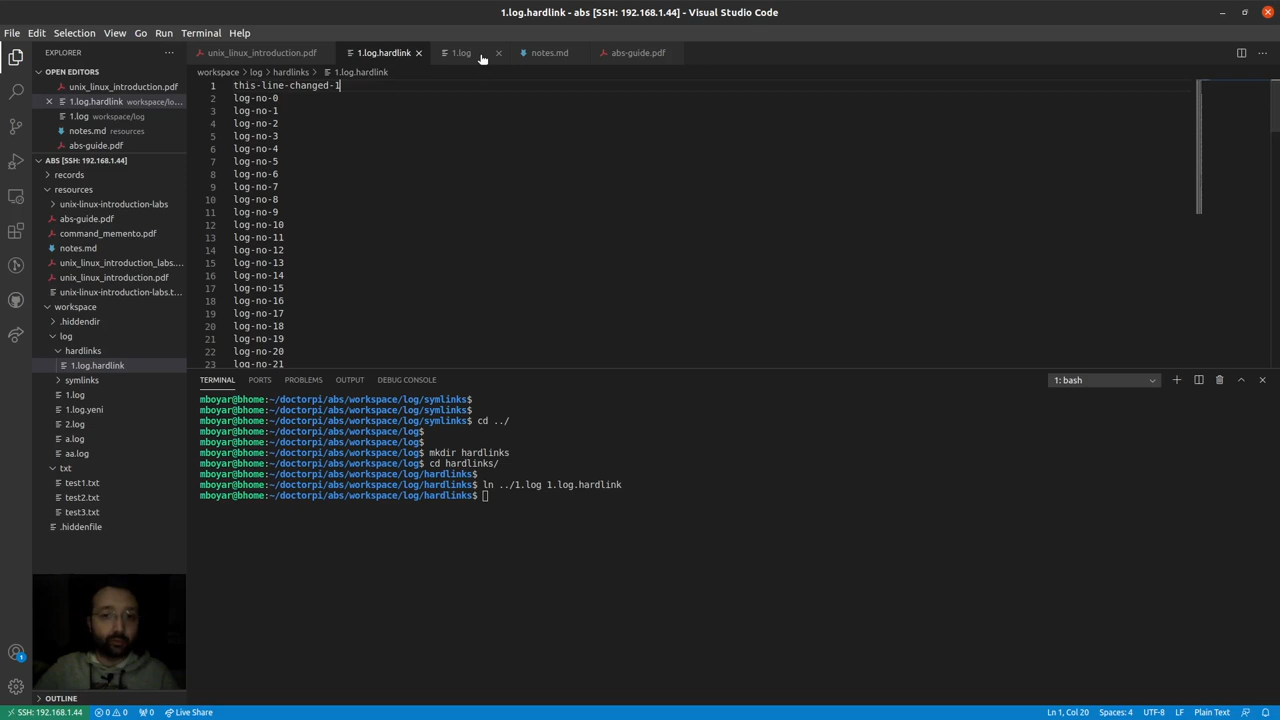 1.log.hardlink - abs [SSH: 192.168.1.44] - Visual Studio Code
File Edit Selection View Go Run Terminal Help
EXPLORER
unix_linux_introduction.pdf
1.log.hardlink
1.log
notes.md
abs-guide.pdf
OPEN EDITORS
unix_linux_introduction.pdf
1.log.hardlink workspace/lo...
1.log workspace/log
notes.md resources
abs-guide.pdf
ABS [SSH: 192.168.1.44]
records
resources
unix-linux-introduction-labs
abs-guide.pdf
command_memento.pdf
notes.md
unix_linux_introduction_labs....
unix_linux_introduction.pdf
unix-linux-introduction-labs.t...
workspace
.hiddendir
log
hardlinks
1.log.hardlink
symlinks
1.log
1.log.yeni
2.log
a.log
aa.log
txt
test1.txt
test2.txt
test3.txt
.hiddenfile
OUTLINE
workspace log hardlinks 1.log.hardlink
1 this-line-changed-1
2 log-no-0
3 log-no-1
4 log-no-2
5 log-no-3
6 log-no-4
7 log-no-5
8 log-no-6
9 log-no-7
10 log-no-8
11 log-no-9
12 log-no-10
13 log-no-11
14 log-no-12
15 log-no-13
16 log-no-14
17 log-no-15
18 log-no-16
19 log-no-17
20 log-no-18
21 log-no-19
22 log-no-20
23 log-no-21
TERMINAL PORTS PROBLEMS OUTPUT DEBUG CONSOLE 1: bash
mboyar@bhome:~/doctorpi/abs/workspace/log/symlinks$
mboyar@bhome:~/doctorpi/abs/workspace/log/symlinks$
mboyar@bhome:~/doctorpi/abs/workspace/log/symlinks$ cd ../
mboyar@bhome:~/doctorpi/abs/workspace/log$
mboyar@bhome:~/doctorpi/abs/workspace/log$
mboyar@bhome:~/doctorpi/abs/workspace/log$ mkdir hardlinks
mboyar@bhome:~/doctorpi/abs/workspace/log$ cd hardlinks/
mboyar@bhome:~/doctorpi/abs/workspace/log/hardlinks$
mboyar@bhome:~/doctorpi/abs/workspace/log/hardlinks$ ln ../1.log 1.log.hardlink
mboyar@bhome:~/doctorpi/abs/workspace/log/hardlinks$
1
SSH: 192.168.1.44 0 0 0 Live Share Ln 1, Col 20 Spaces: 4 UTF-8 LF Plain Text